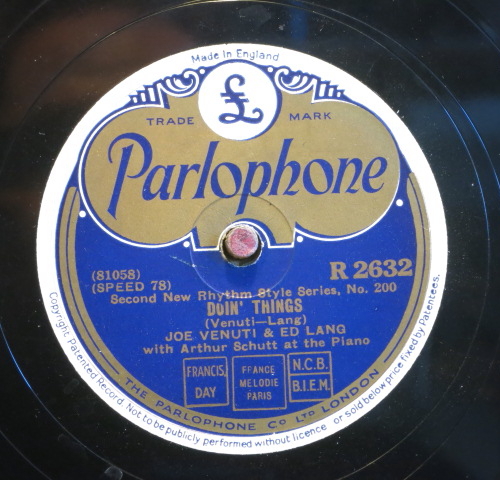 Made in England
£
TRADE MARK
Parlophone
(81058)
R 2632
(SPEED 78)
Second New Rhythm Style Series, No. 200
DOIN' THINGS
(Venuti—Lang)
JOE VENUTI & ED LANG
with Arthur Schutt at the Piano
FRANCIS, DAY
FFANCE MELODIE PARIS
N.C.B.
B.I.E.M.
THE PARLOPHONE CO LTD LONDON
Copyright. Patented Record. Not to be publicly performed without licence or sold below price fixed by Patentees.